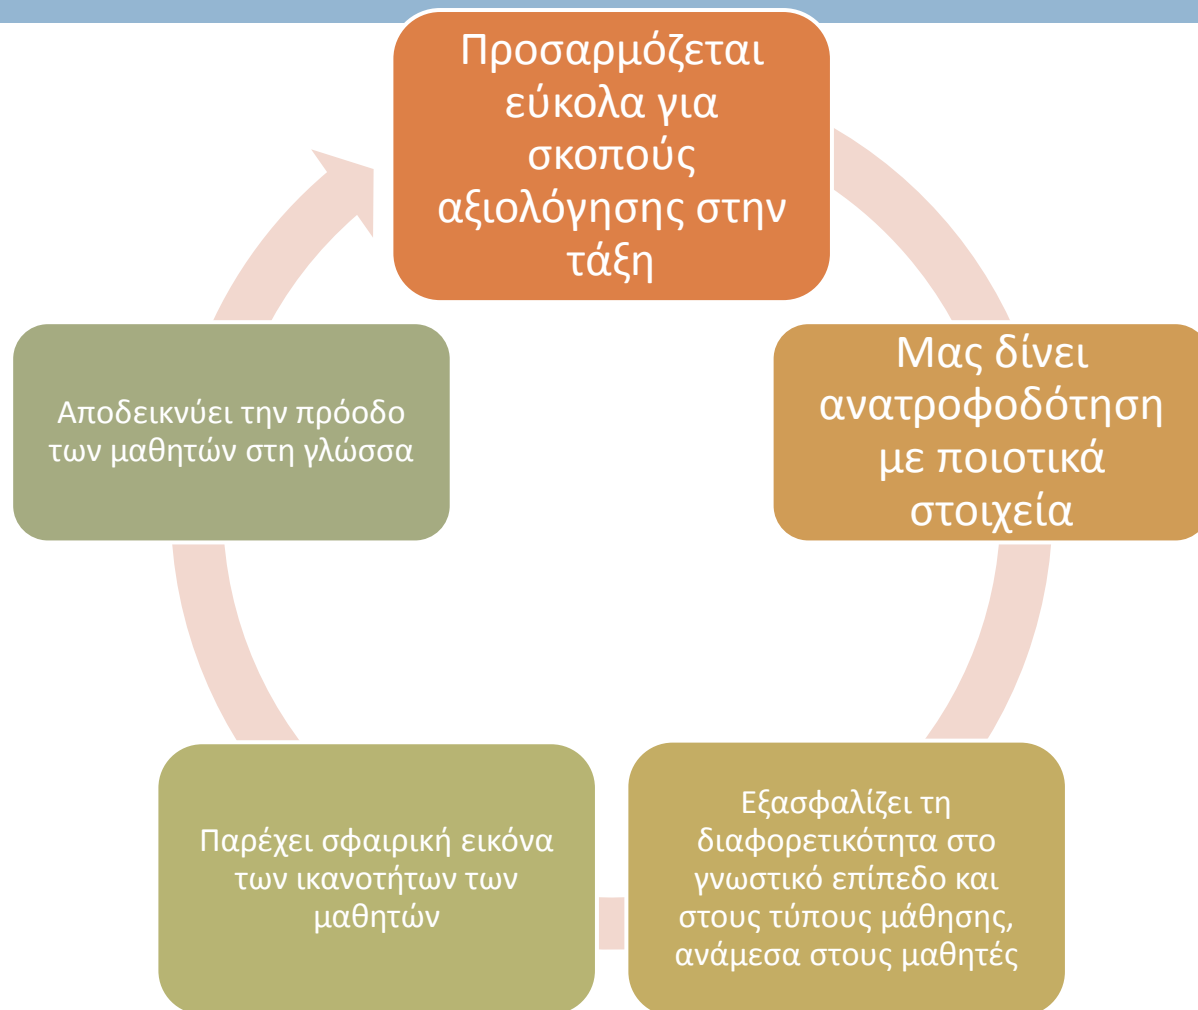 Προσαρμόζεται
εύκολα για
σκοπούς
αξιολόγησης στην
τάξη
Μας δίνει
ανατροφοδότηση
με ποιοτικά
στοιχεία
Εξασφαλίζει τη
διαφορετικότητα στο
γνωστικό επίπεδο και
στους τύπους μάθησης,
ανάμεσα στους μαθητές
Παρέχει σφαιρική εικόνα
των ικανοτήτων των
μαθητών
Αποδεικνύει την πρόοδο
των μαθητών στη γλώσσα